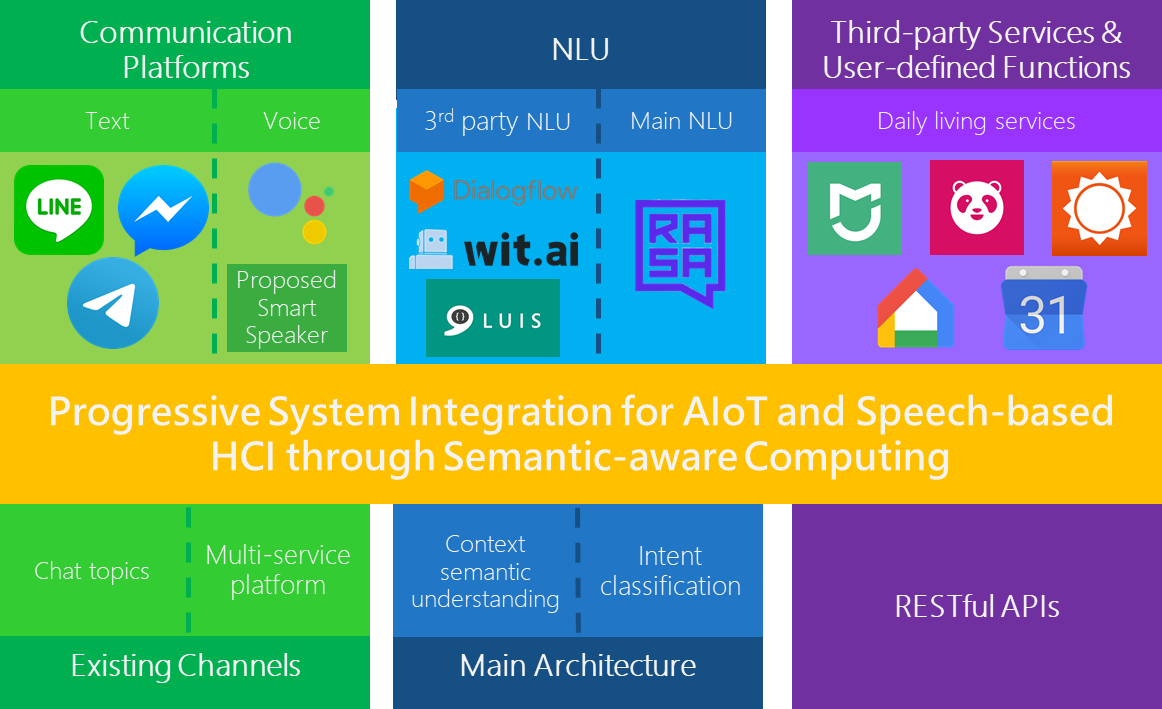 Communication
Platforms
NLU
Third-party Services &
User-defined Functions
Text
Voice
3rd party NLU
Main NLU
Daily living services
LINE
Proposed
Smart
Speaker
Dialogflow
wit.ai
LUIS
RA
SA
31
Progressive System Integration for AIoT and Speech-based
HCI through Semantic-aware Computing
Chat topics
Multi-service
platform
Context
semantic
understanding
Intent
classification
RESTful APIs
Existing Channels
Main Architecture